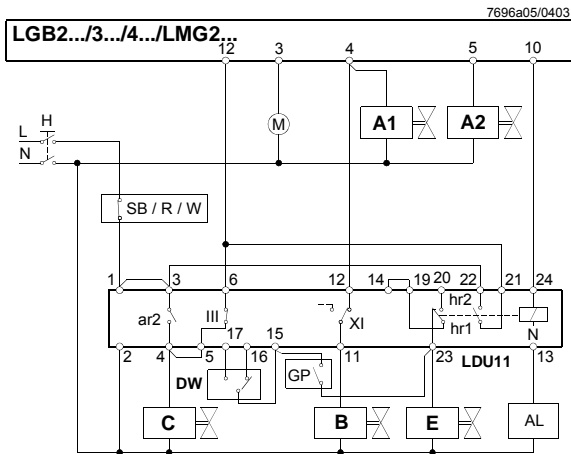 7696a05/0403
LGB2.../3.../4.../LMG2...
12 3 4 5 10
H
L
N
M
A1
A2
SB / R / W
1 3 6 12 14 19 20 22 21 24
hr2
ar2
III
XI
hr1
N
17 16 15
2 4 5 11 23 LDU11 13
DW
GP
C
B
E
AL